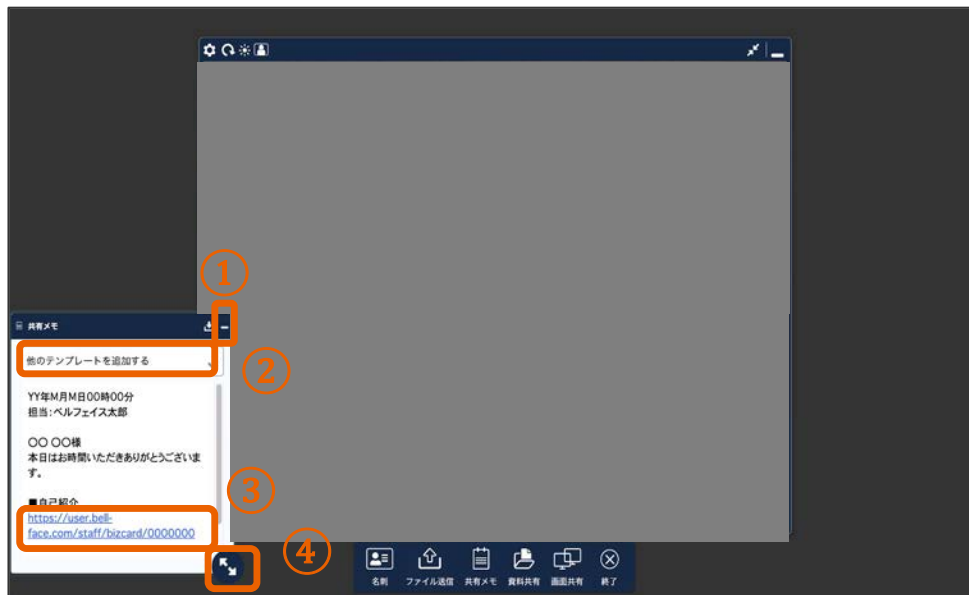 ①
共有メモ
他のテンプレートを追加する
②
YY年M月M日00時00分
担当:ベルフェイス太郎
〇〇 〇〇様
本日はお時間いただきありがとうございま
す。
③
■自己紹介
https://user.bell-
face.com/staff/bizcard/0000000
④
名刺 ファイル送信 共有メモ 資料共有 画面共有 終了